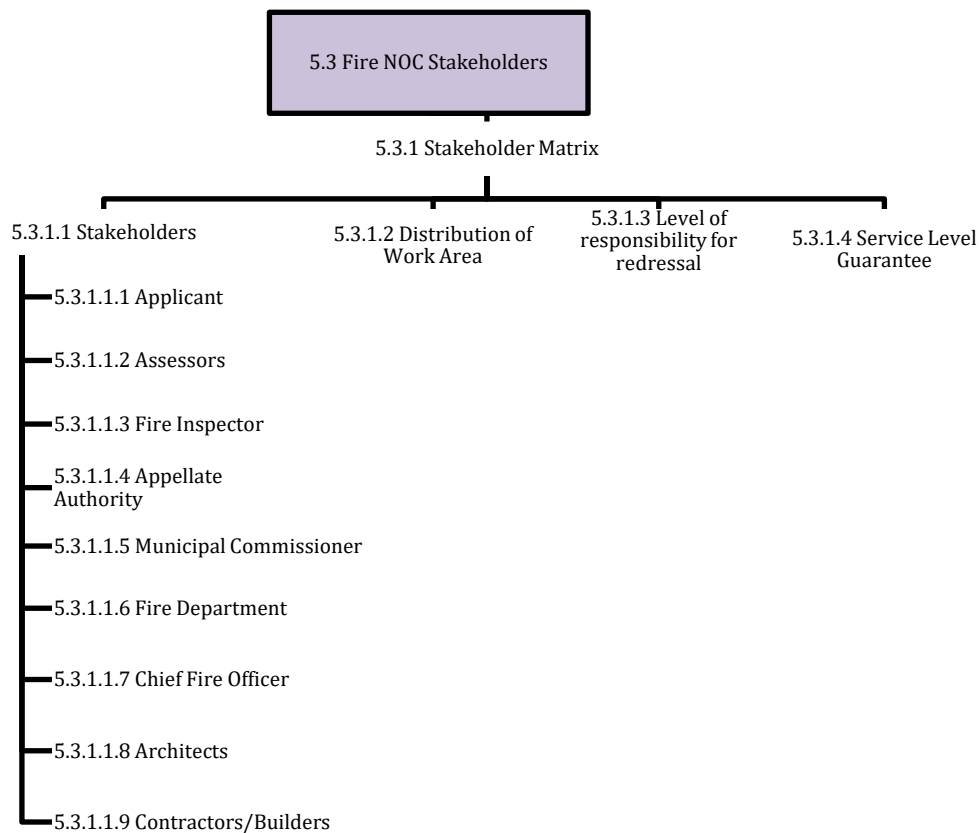 5.3 Fire NOC Stakeholders
5.3.1 Stakeholder Matrix
5.3.1.1 Stakeholders
5.3.1.2 Distribution of
Work Area
5.3.1.3 Level of
responsibility for
redressal
5.3.1.4 Service Level
Guarantee
5.3.1.1.1 Applicant
5.3.1.1.2 Assessors
5.3.1.1.3 Fire Inspector
5.3.1.1.4 Appellate
Authority
5.3.1.1.5 Municipal Commissioner
5.3.1.1.6 Fire Department
5.3.1.1.7 Chief Fire Officer
5.3.1.1.8 Architects
5.3.1.1.9 Contractors/Builders